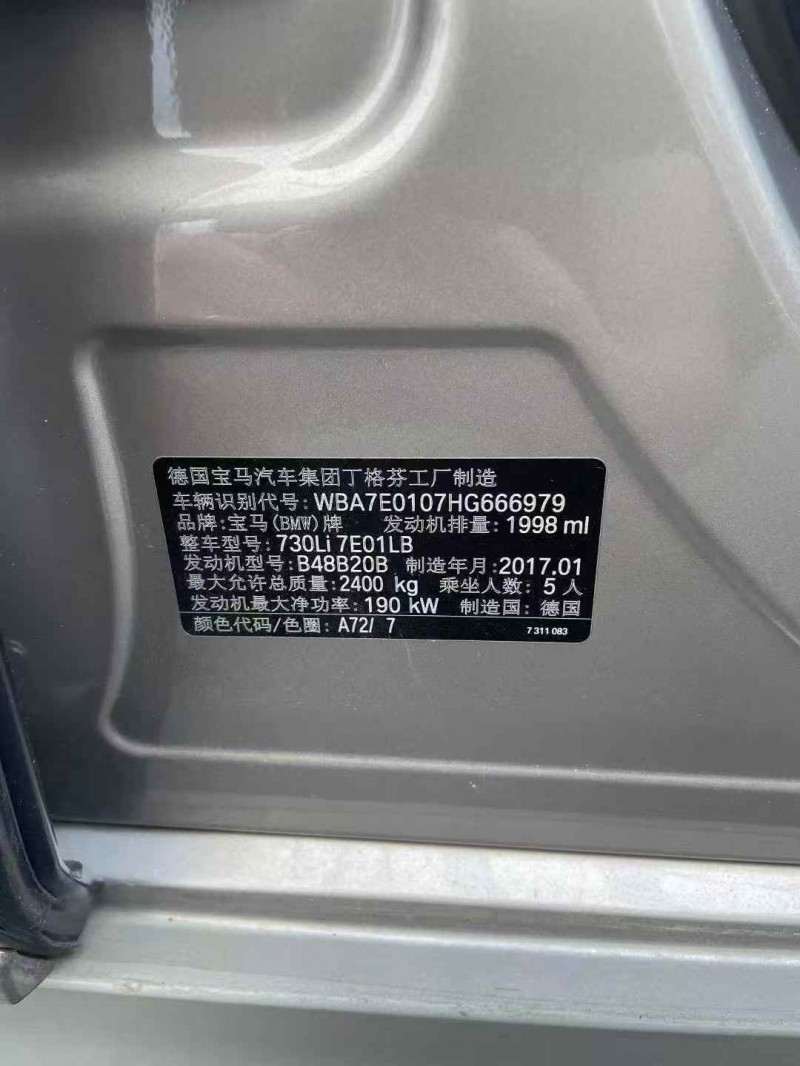 德国宝马汽车集团丁格芬工厂制造
车辆识别代号: WBA7E0107HG666979
品牌: 宝马(BMW)牌 发动机排量: 1998 ml
整车型号: 730Li 7E01LB
发动机型号: B48B20B 制造年月: 2017.01
最大允许总质量: 2400 kg 乘坐人数: 5 人
发动机最大净功率: 190 kW 制造国: 德国
颜色代码/色圈: A72/ 7 7 311 083